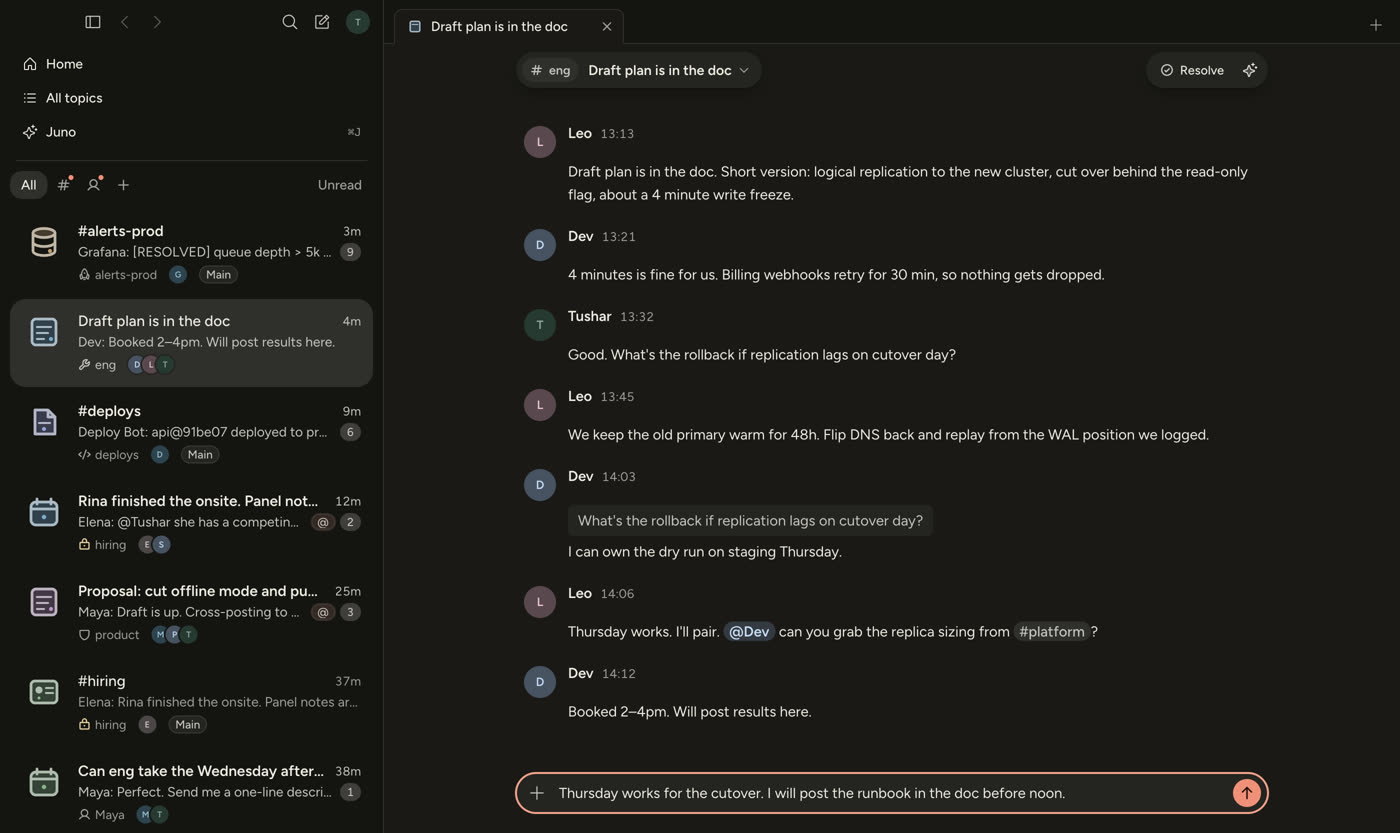 T
Home
All topics
Juno ⌘J
All # Unread
#alerts-prod 3m
Grafana: [RESOLVED] queue depth > 5k ... 9
alerts-prod G Main
Draft plan is in the doc 4m
Dev: Booked 2–4pm. Will post results here.
eng D L T
#deploys 9m
Deploy Bot: api@91be07 deployed to pr... 6
deploys D Main
Rina finished the onsite. Panel not... 12m
Elena: @Tushar she has a competin... @ 2
hiring E S
Proposal: cut offline mode and pu... 25m
Maya: Draft is up. Cross-posting to ... @ 3
product M P T
#hiring 37m
Elena: Rina finished the onsite. Panel notes ar...
hiring E Main
Can eng take the Wednesday after... 38m
Maya: Perfect. Send me a one-line descri... 1
Maya M T
Draft plan is in the doc
# eng Draft plan is in the doc
Resolve
L Leo 13:13
Draft plan is in the doc. Short version: logical replication to the new cluster, cut over behind the read-only
flag, about a 4 minute write freeze.
D Dev 13:21
4 minutes is fine for us. Billing webhooks retry for 30 min, so nothing gets dropped.
T Tushar 13:32
Good. What's the rollback if replication lags on cutover day?
L Leo 13:45
We keep the old primary warm for 48h. Flip DNS back and replay from the WAL position we logged.
D Dev 14:03
What's the rollback if replication lags on cutover day?
I can own the dry run on staging Thursday.
L Leo 14:06
Thursday works. I'll pair. @Dev can you grab the replica sizing from #platform ?
D Dev 14:12
Booked 2–4pm. Will post results here.
Thursday works for the cutover. I will post the runbook in the doc before noon.